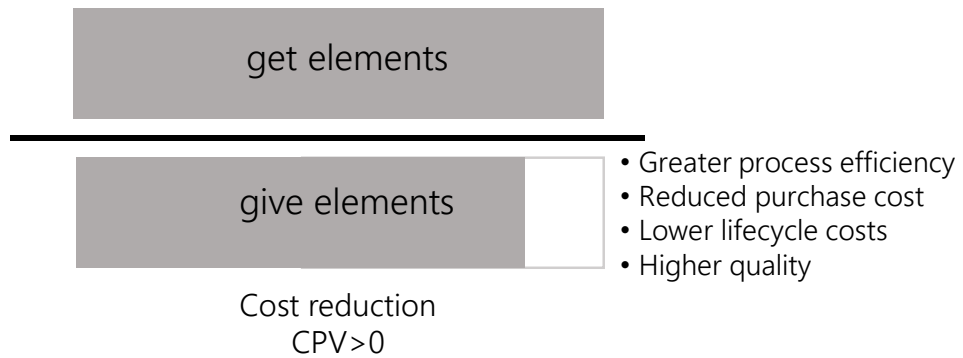 get elements
give elements
• Greater process efficiency
• Reduced purchase cost
• Lower lifecycle costs
• Higher quality
Cost reduction
CPV>0